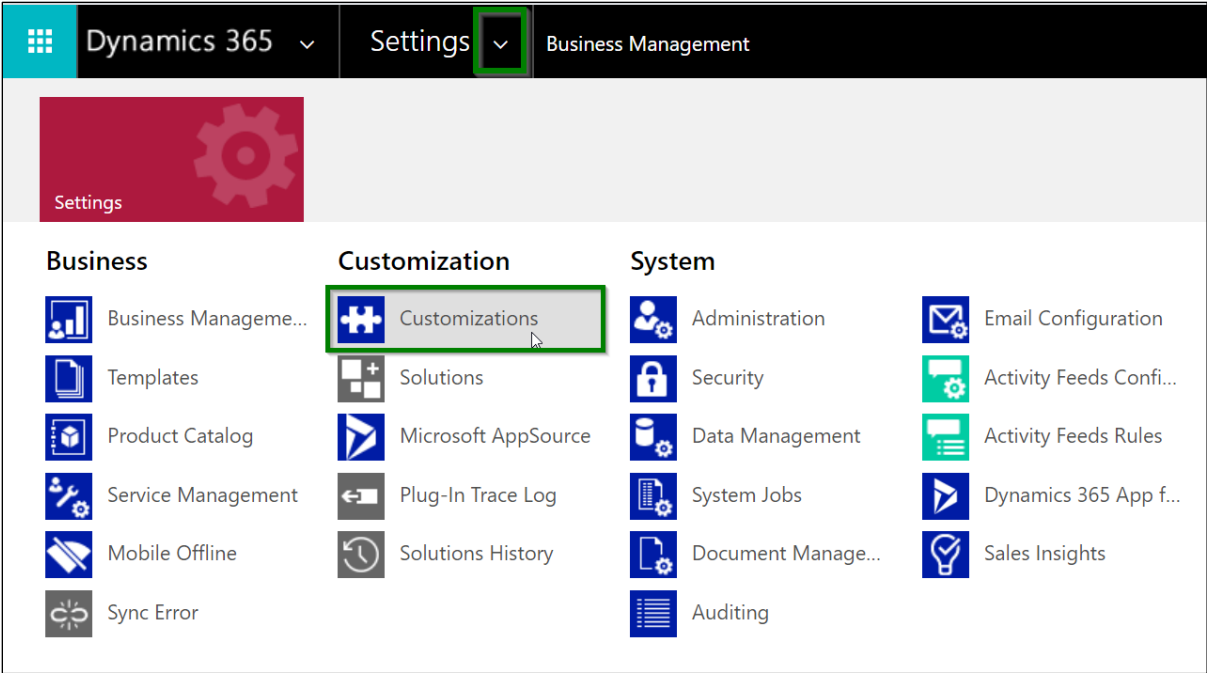 Dynamics 365 Settings Business Management
Settings
Business
Business Manageme...
Templates
Product Catalog
Service Management
Mobile Offline
Sync Error
Customization
Customizations
Solutions
Microsoft AppSource
Plug-In Trace Log
Solutions History
System
Administration
Security
Data Management
System Jobs
Document Manage...
Auditing
Email Configuration
Activity Feeds Confi...
Activity Feeds Rules
Dynamics 365 App f...
Sales Insights